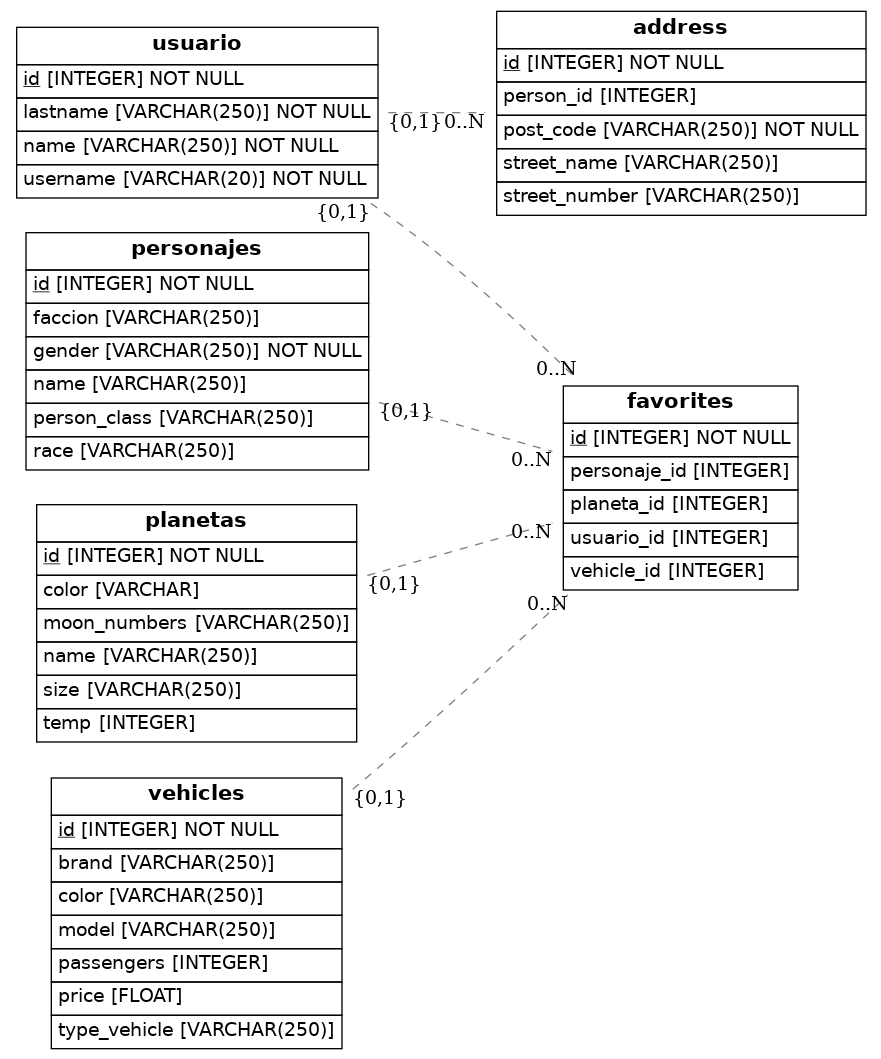 usuario
id [INTEGER] NOT NULL
lastname [VARCHAR(250)] NOT NULL
name [VARCHAR(250)] NOT NULL
username [VARCHAR(20)] NOT NULL
{0,1}
0..N
address
id [INTEGER] NOT NULL
person_id [INTEGER]
post_code [VARCHAR(250)] NOT NULL
street_name [VARCHAR(250)]
street_number [VARCHAR(250)]
{0,1}
0..N
personajes
id [INTEGER] NOT NULL
faccion [VARCHAR(250)]
gender [VARCHAR(250)] NOT NULL
name [VARCHAR(250)]
person_class [VARCHAR(250)]
race [VARCHAR(250)]
{0,1}
0..N
favorites
id [INTEGER] NOT NULL
personaje_id [INTEGER]
planeta_id [INTEGER]
usuario_id [INTEGER]
vehicle_id [INTEGER]
planetas
id [INTEGER] NOT NULL
color [VARCHAR]
moon_numbers [VARCHAR(250)]
name [VARCHAR(250)]
size [VARCHAR(250)]
temp [INTEGER]
0..N
{0,1}
0..N
{0,1}
vehicles
id [INTEGER] NOT NULL
brand [VARCHAR(250)]
color [VARCHAR(250)]
model [VARCHAR(250)]
passengers [INTEGER]
price [FLOAT]
type_vehicle [VARCHAR(250)]